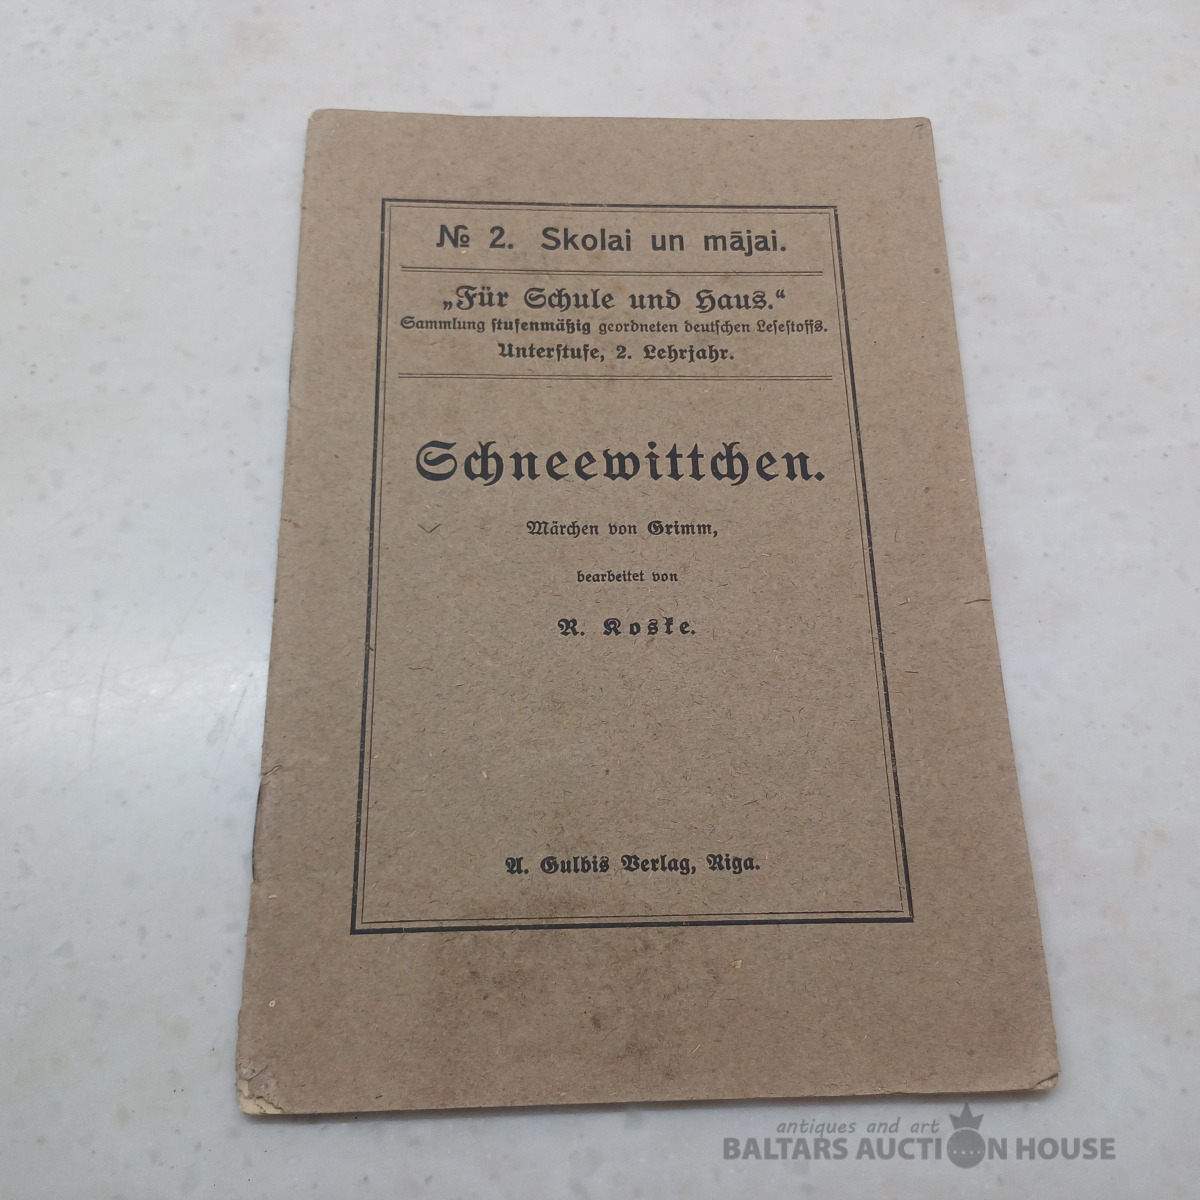 № 2. Skolai un mājai.
„Für Schule und Haus.“
Sammlung stufenmäßig geordneten deutschen Lesestoffs.
Unterstufe, 2. Lehrjahr.
Schneewittchen.
Märchen von Grimm,
bearbeitet von
R. Koske.
A. Gulbis Verlag, Riga.
antiques and art
BALTARS AUCTION HOUSE